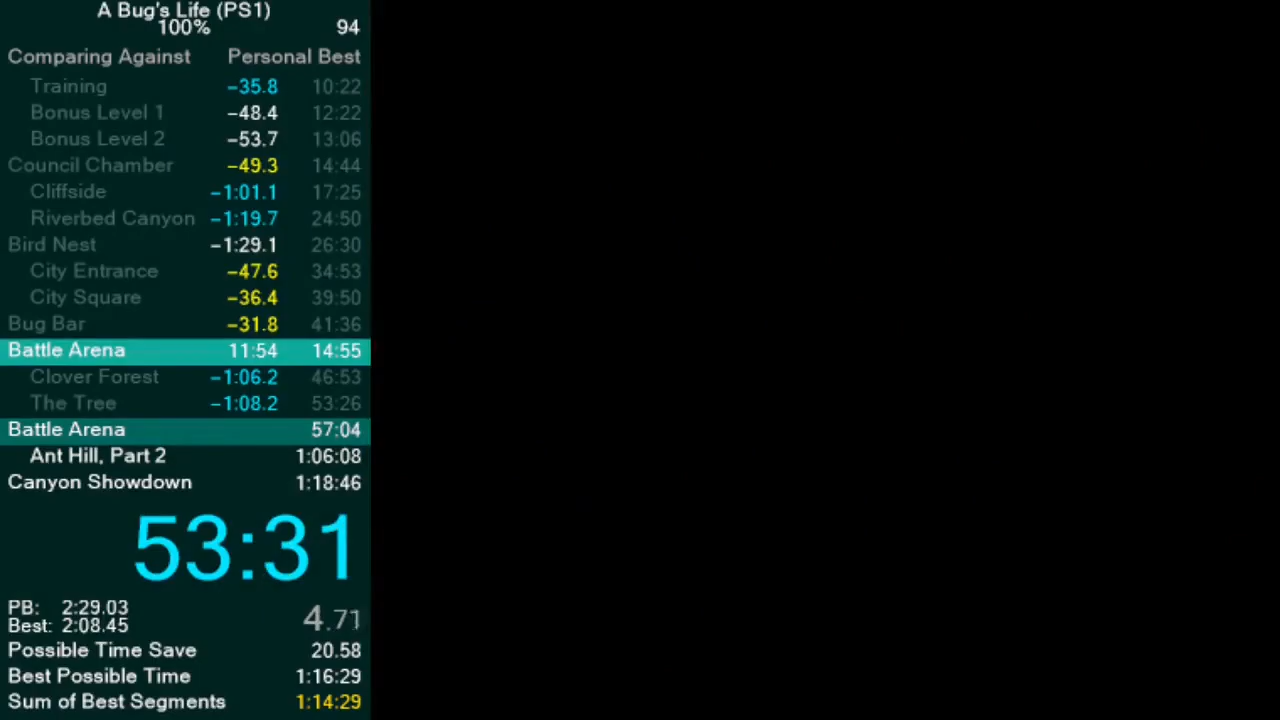 A Bug's Life (PS1)
100% 94
Comparing Against Personal Best
Training −35.8 10:22
Bonus Level 1 −48.4 12:22
Bonus Level 2 −53.7 13:06
Council Chamber −49.3 14:44
Cliffside −1:01.1 17:25
Riverbed Canyon −1:19.7 24:50
Bird Nest −1:29.1 26:30
City Entrance −47.6 34:53
City Square −36.4 39:50
Bug Bar −31.8 41:36
Battle Arena 11:54 14:55
Clover Forest −1:06.2 46:53
The Tree −1:08.2 53:26
Battle Arena 57:04
Ant Hill, Part 2 1:06:08
Canyon Showdown 1:18:46
53:31
PB: 2:29.03
Best: 2:08.45
4.71
Possible Time Save 20.58
Best Possible Time 1:16:29
Sum of Best Segments 1:14:29